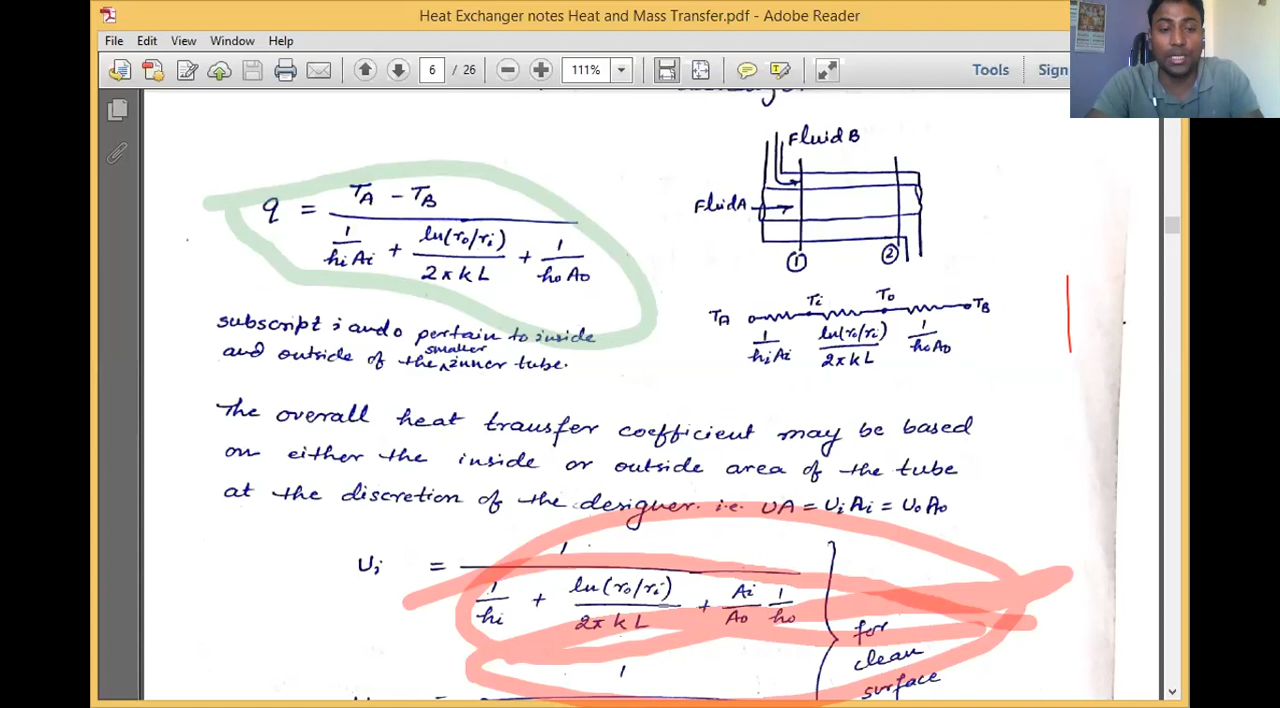 Heat Exchanger notes Heat and Mass Transfer.pdf - Adobe Reader
File Edit View Window Help
6 / 26 111% Tools Sign
Fluid B
Fluid A
① ②
q = (T_A - T_B) / (1/(h_i A_i) + ln(r_o/r_i)/(2πkL) + 1/(h_o A_o))
T_A T_i T_o T_B
1/(h_i A_i) ln(r_o/r_i)/(2πkL) 1/(h_o A_o)
subscript i and o pertain to inside
and outside of the smaller inner tube.
The overall heat transfer coefficient may be based
on either the inside or outside area of the tube
at the discretion of the designer. i.e. UA = U_i A_i = U_o A_o
U_i = 1 / (1/h_i + ln(r_o/r_i)/(2πkL) + A_i/A_o 1/h_o)
for
clean
surface
1